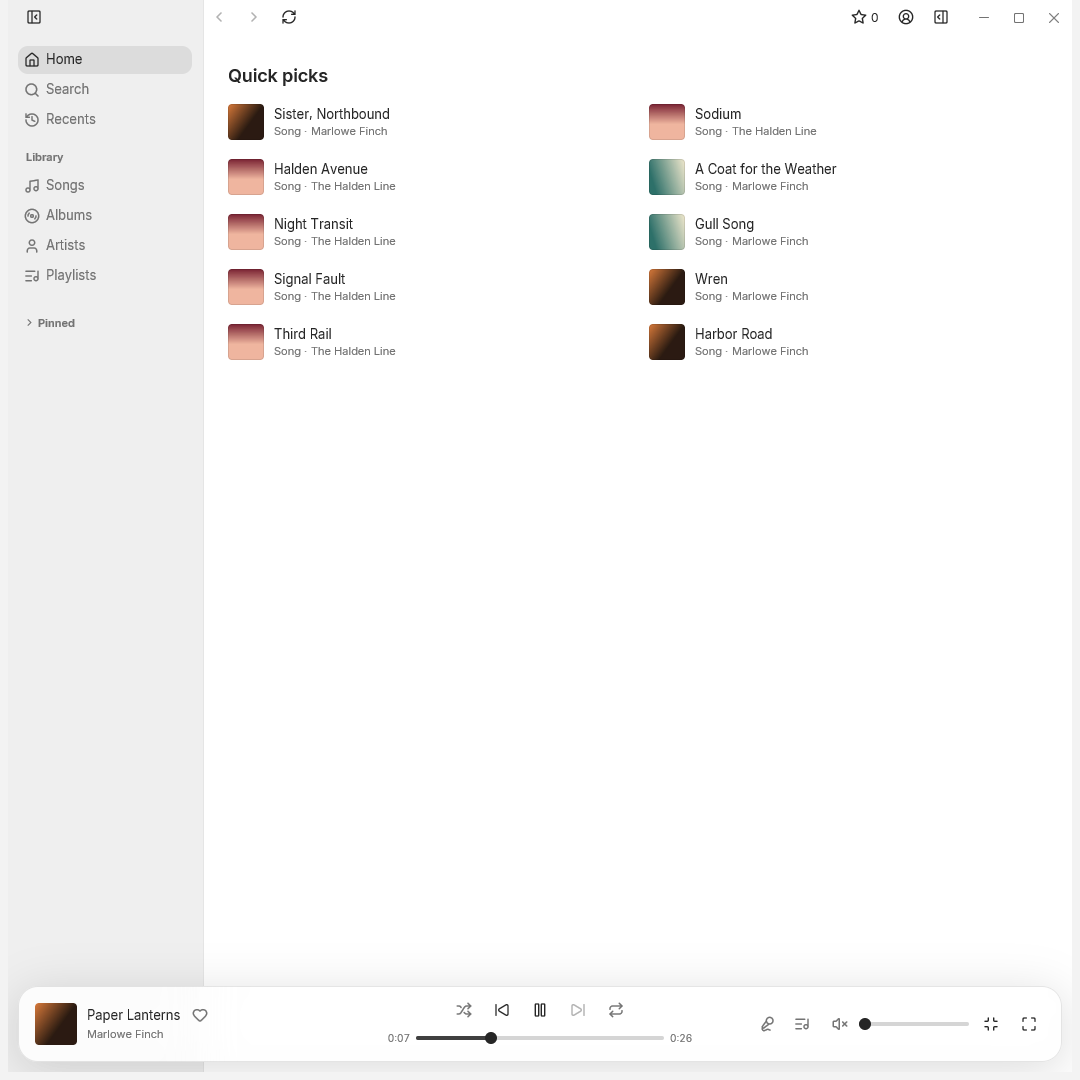 0
Home
Search
Recents
Library
Songs
Albums
Artists
Playlists
Pinned
Quick picks
Sister, Northbound
Song · Marlowe Finch
Halden Avenue
Song · The Halden Line
Night Transit
Song · The Halden Line
Signal Fault
Song · The Halden Line
Third Rail
Song · The Halden Line
Sodium
Song · The Halden Line
A Coat for the Weather
Song · Marlowe Finch
Gull Song
Song · Marlowe Finch
Wren
Song · Marlowe Finch
Harbor Road
Song · Marlowe Finch
Paper Lanterns
Marlowe Finch
0:07
0:26